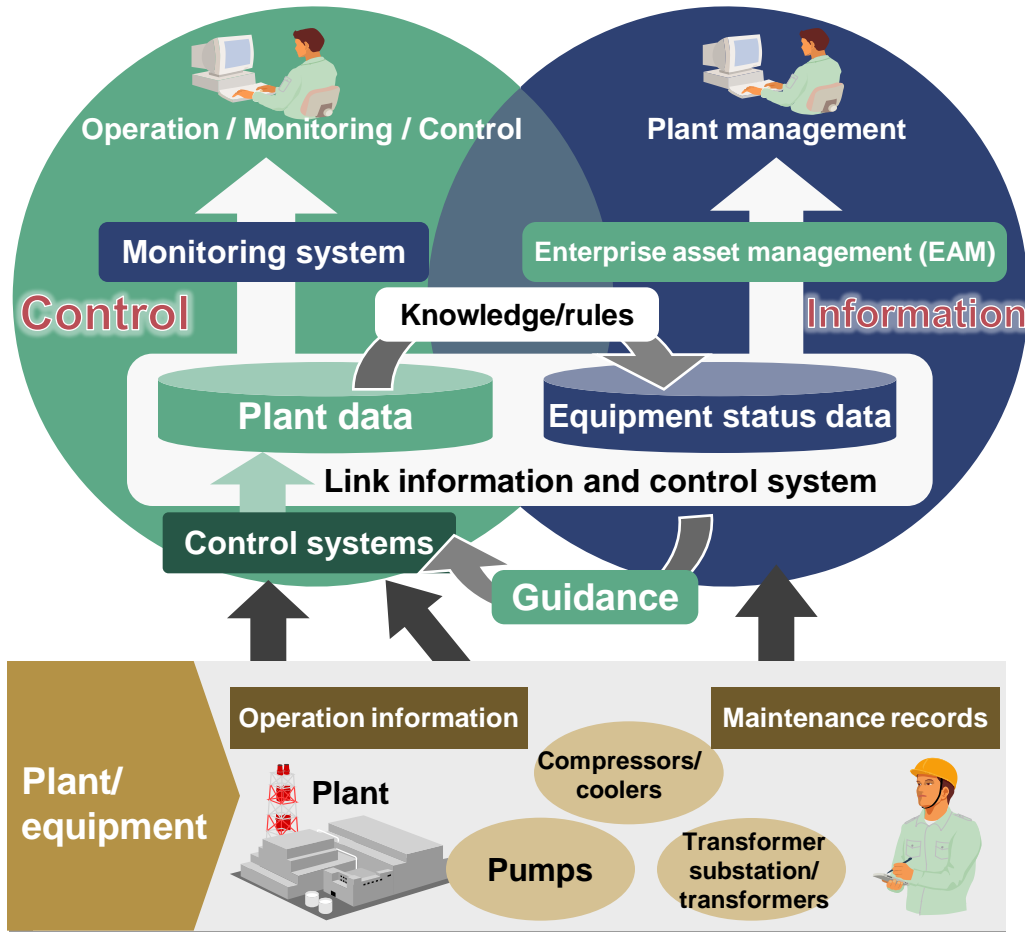 Operation / Monitoring / Control
Plant management
Monitoring system
Enterprise asset management (EAM)
Control
Knowledge/rules
Information
Plant data
Equipment status data
Link information and control system
Control systems
Guidance
Plant/
equipment
Operation information
Maintenance records
Plant
Compressors/
coolers
Pumps
Transformer
substation/
transformers